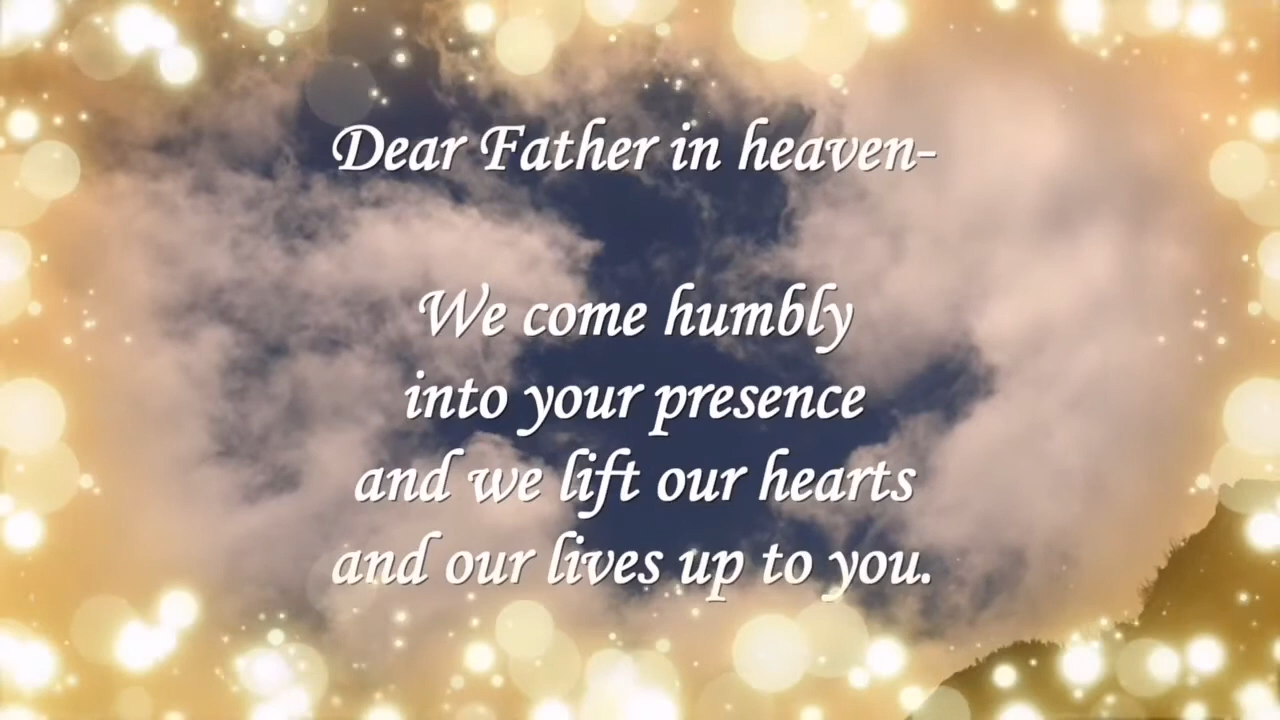 Dear Father in heaven-
We come humbly
into your presence
and we lift our hearts
and our lives up to you.